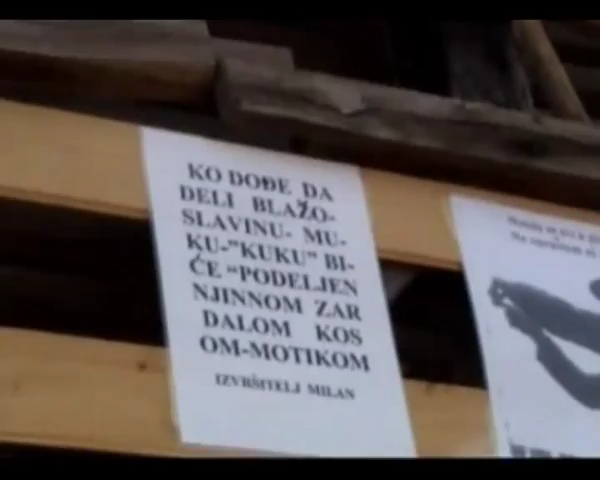 KO DOĐE DA
DELI BLAŽO-
SLAVINU- MU-
KU-"KUKU" BI-
ĆE "PODELJEN
NJINNOM ZAR
DALOM KOS
OM-MOTIKOM
IZVRŠITELJ MILAN